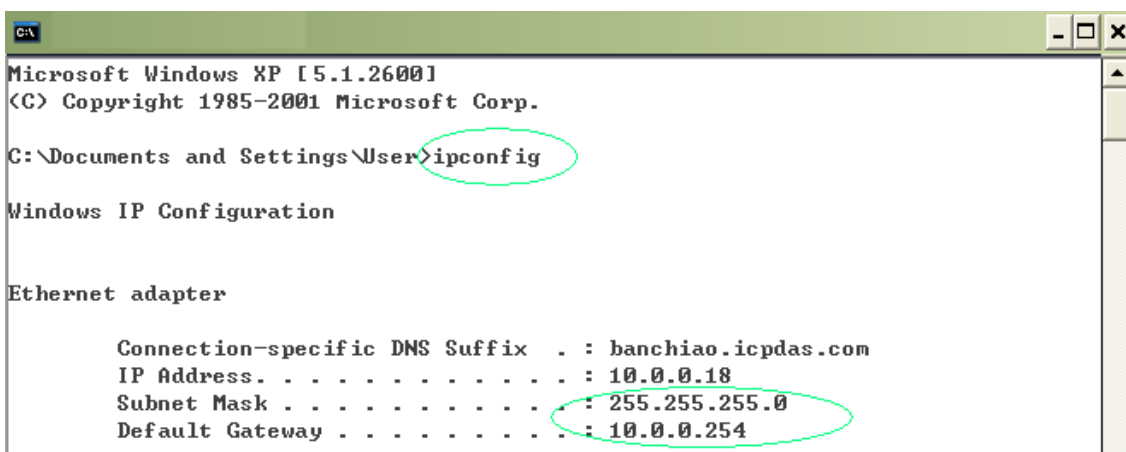 C:\
Microsoft Windows XP [5.1.2600]
(C) Copyright 1985-2001 Microsoft Corp.
C:\Documents and Settings\User>ipconfig
Windows IP Configuration
Ethernet adapter
Connection-specific DNS Suffix . : banchiao.icpdas.com
IP Address. . . . . . . . . . . . : 10.0.0.18
Subnet Mask . . . . . . . . . . . : 255.255.255.0
Default Gateway . . . . . . . . . : 10.0.0.254